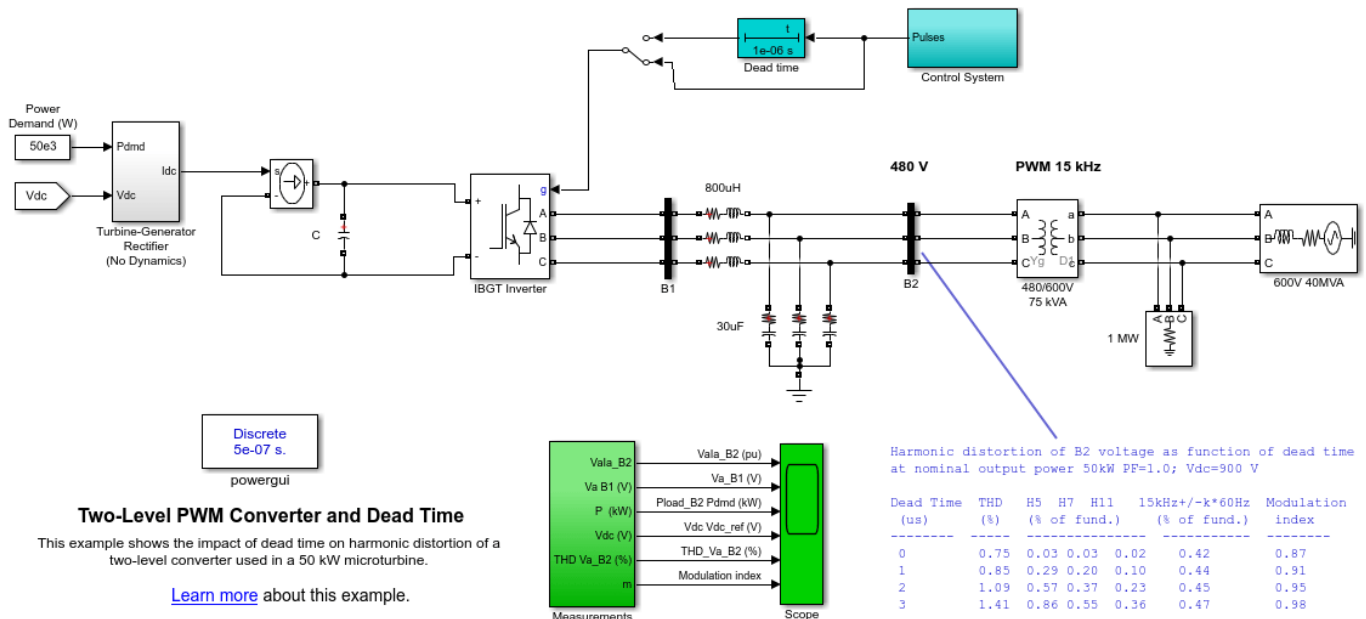 t
1e-06 s
Dead time
Pulses
Control System
Power
Demand (W)
50e3
Vdc
Pdmd
Idc
Vdc
Turbine-Generator
Rectifier
(No Dynamics)
s
+
-
C
+
-
g
A
B
C
IBGT Inverter
B1
800uH
30uF
480 V
B2
PWM 15 kHz
A
B
C
a
b
c
Yg
D1
480/600V
75 kVA
A
B
C
1 MW
A
B
C
600V 40MVA
Discrete
5e-07 s.
powergui
Two-Level PWM Converter and Dead Time
This example shows the impact of dead time on harmonic distortion of a
two-level converter used in a 50 kW microturbine.
Learn more about this example.
VaIa_B2
Va B1 (V)
P (kW)
Vdc (V)
THD Va_B2 (%)
m
Measurements
VaIa_B2 (pu)
Va_B1 (V)
Pload_B2 Pdmd (kW)
Vdc Vdc_ref (V)
THD_Va_B2 (%)
Modulation index
Scope
Harmonic distortion of B2 voltage as function of dead time
at nominal output power 50kW PF=1.0; Vdc=900 V
Dead Time THD H5 H7 H11 15kHz+/-k*60Hz Modulation
(us) (%) (% of fund.) (% of fund.) index
-------- ----- --------------- ----------- --------
0 0.75 0.03 0.03 0.02 0.42 0.87
1 0.85 0.29 0.20 0.10 0.44 0.91
2 1.09 0.57 0.37 0.23 0.45 0.95
3 1.41 0.86 0.55 0.36 0.47 0.98